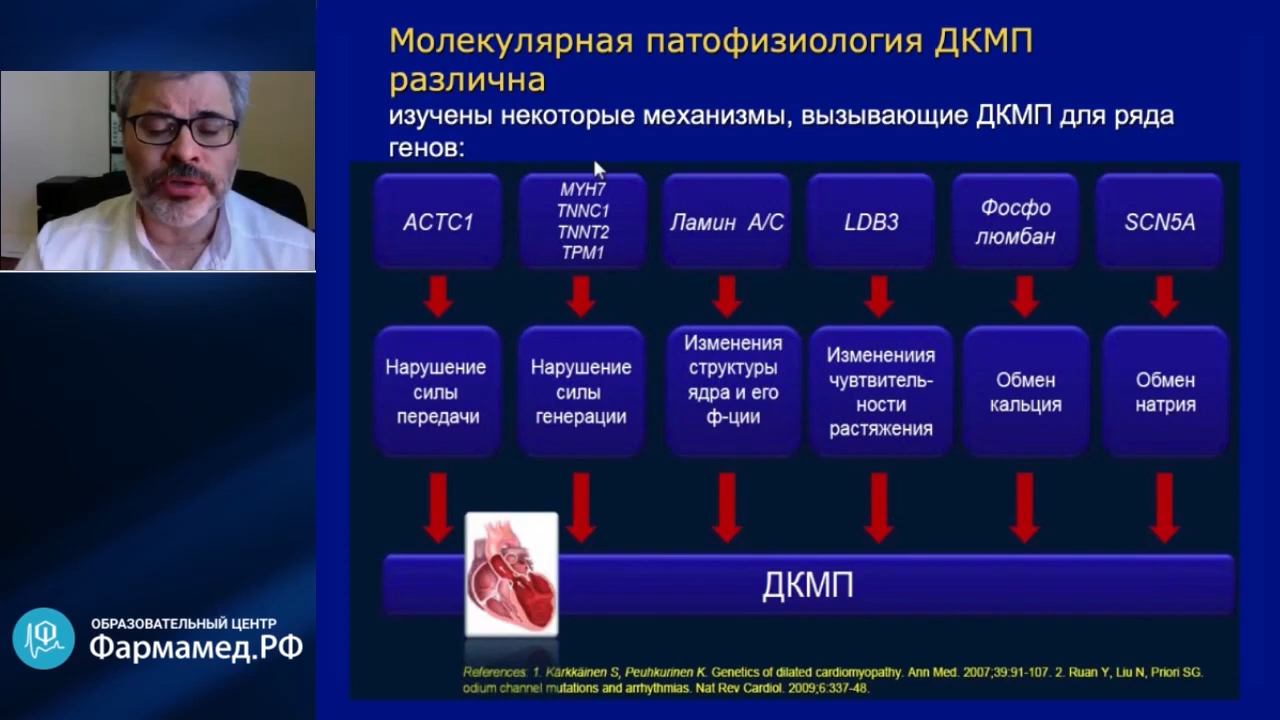 Молекулярная патофизиология ДКМП
различна
изучены некоторые механизмы, вызывающие ДКМП для ряда
генов:
ACTC1
MYH7
TNNC1
TNNT2
TPM1
Ламин А/С
LDB3
Фосфо
люмбан
SCN5A
Нарушение
силы
передачи
Нарушение
силы
генерации
Изменения
структуры
ядра и его
ф-ции
Измененииия
чувтвитель-
ности
растяжения
Обмен
кальция
Обмен
натрия
ДКМП
References: 1. Kärkkäinen S, Peuhkurinen K. Genetics of dilated cardiomyopathy. Ann Med. 2007;39:91-107. 2. Ruan Y, Liu N, Priori SG.
odium channel mutations and arrhythmias. Nat Rev Cardiol. 2009;6:337-48.
ОБРАЗОВАТЕЛЬНЫЙ ЦЕНТР
Фармамед.РФ